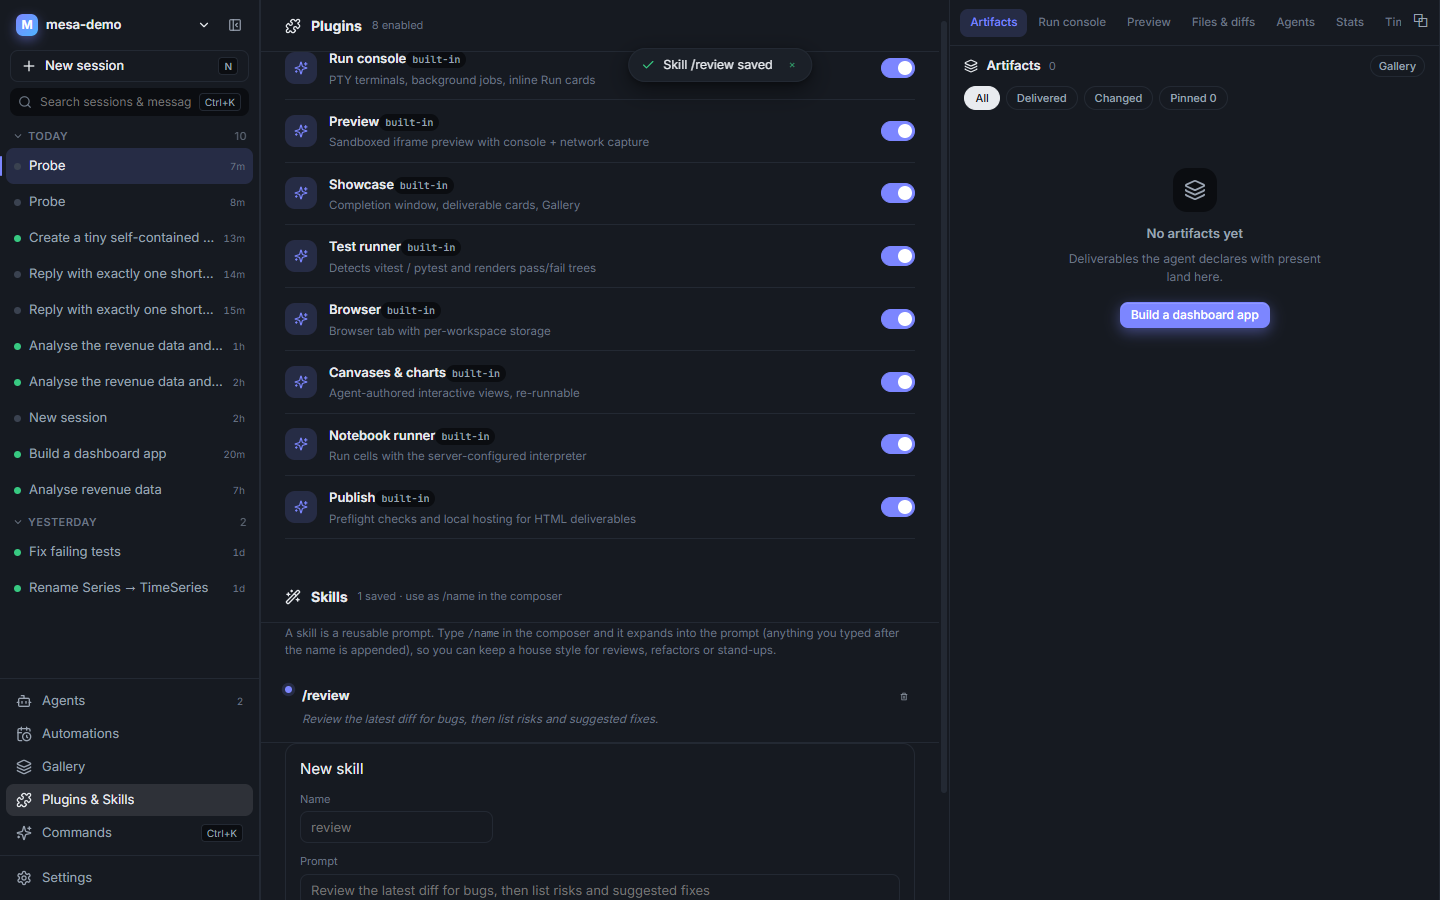 M mesa-demo
New session N
Search sessions & messag Ctrl+K
TODAY 10
Probe 7m
Probe 8m
Create a tiny self-contained ... 13m
Reply with exactly one short... 14m
Reply with exactly one short... 15m
Analyse the revenue data and... 1h
Analyse the revenue data and... 2h
New session 2h
Build a dashboard app 20m
Analyse revenue data 7h
YESTERDAY 2
Fix failing tests 1d
Rename Series → TimeSeries 1d
Agents 2
Automations
Gallery
Plugins & Skills
Commands Ctrl+K
Settings
Plugins 8 enabled
Skill /review saved ×
Run console built-in
PTY terminals, background jobs, inline Run cards
Preview built-in
Sandboxed iframe preview with console + network capture
Showcase built-in
Completion window, deliverable cards, Gallery
Test runner built-in
Detects vitest / pytest and renders pass/fail trees
Browser built-in
Browser tab with per-workspace storage
Canvases & charts built-in
Agent-authored interactive views, re-runnable
Notebook runner built-in
Run cells with the server-configured interpreter
Publish built-in
Preflight checks and local hosting for HTML deliverables
Skills 1 saved · use as /name in the composer
A skill is a reusable prompt. Type /name in the composer and it expands into the prompt (anything you typed after
the name is appended), so you can keep a house style for reviews, refactors or stand-ups.
/review
Review the latest diff for bugs, then list risks and suggested fixes.
New skill
Name
review
Prompt
Review the latest diff for bugs, then list risks and suggested fixes
Artifacts Run console Preview Files & diffs Agents Stats Tin
Artifacts 0 Gallery
All Delivered Changed Pinned 0
No artifacts yet
Deliverables the agent declares with present
land here.
Build a dashboard app